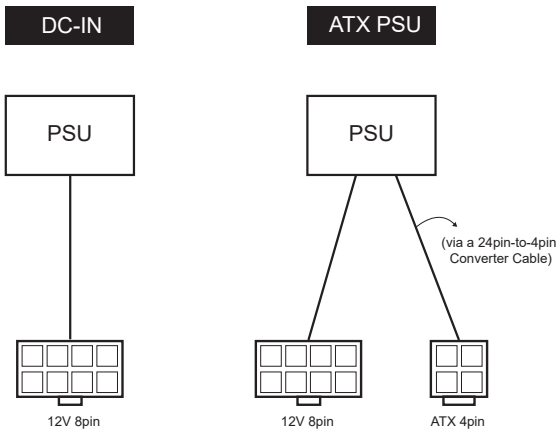 DC-IN
ATX PSU
PSU
PSU
(via a 24pin-to-4pin
Converter Cable)
12V 8pin
12V 8pin
ATX 4pin